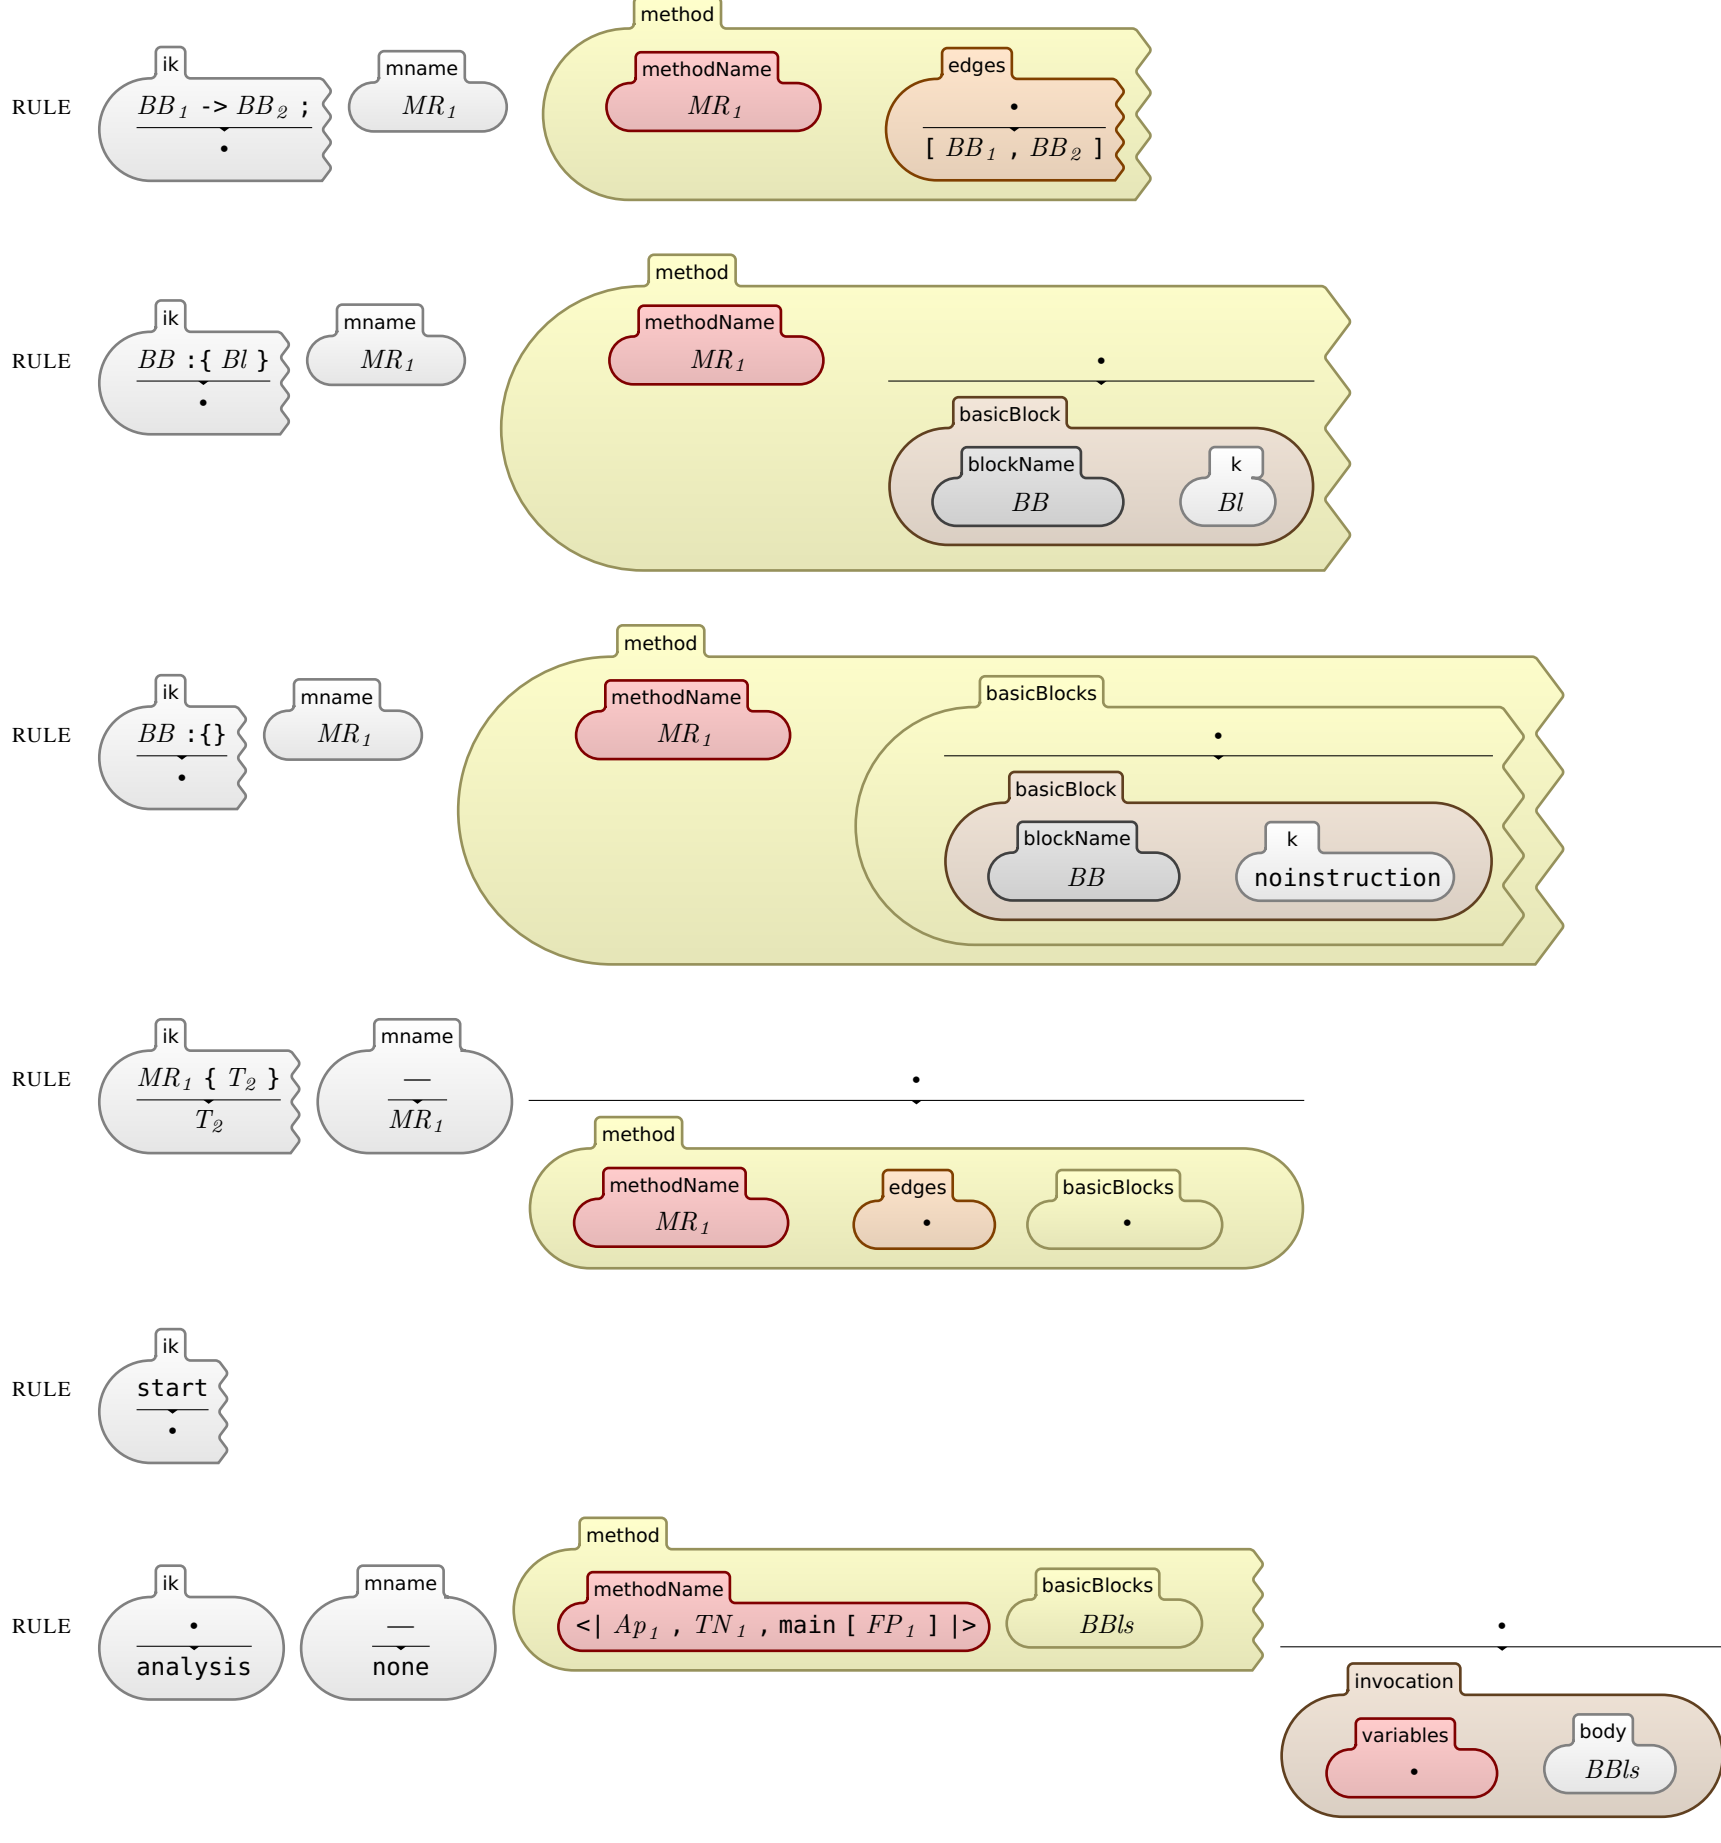 method
ik mname methodName edges
RULE BB₁ -> BB₂ ; MR₁ MR₁ •
• [ BB₁ , BB₂ ]
method
ik mname methodName
RULE BB :{ Bl } MR₁ MR₁ •
•
basicBlock
blockName k
BB Bl
method
ik mname methodName basicBlocks
RULE BB :{} MR₁ MR₁ •
•
basicBlock
blockName k
BB noinstruction
ik mname
RULE MR₁ { T₂ } — •
T₂ MR₁
method
methodName edges basicBlocks
MR₁ • •
ik
RULE start
•
method
ik mname methodName basicBlocks
RULE • — <| Ap₁ , TN₁ , main [ FP₁ ] |> BBls •
analysis none
invocation
variables body
• BBls